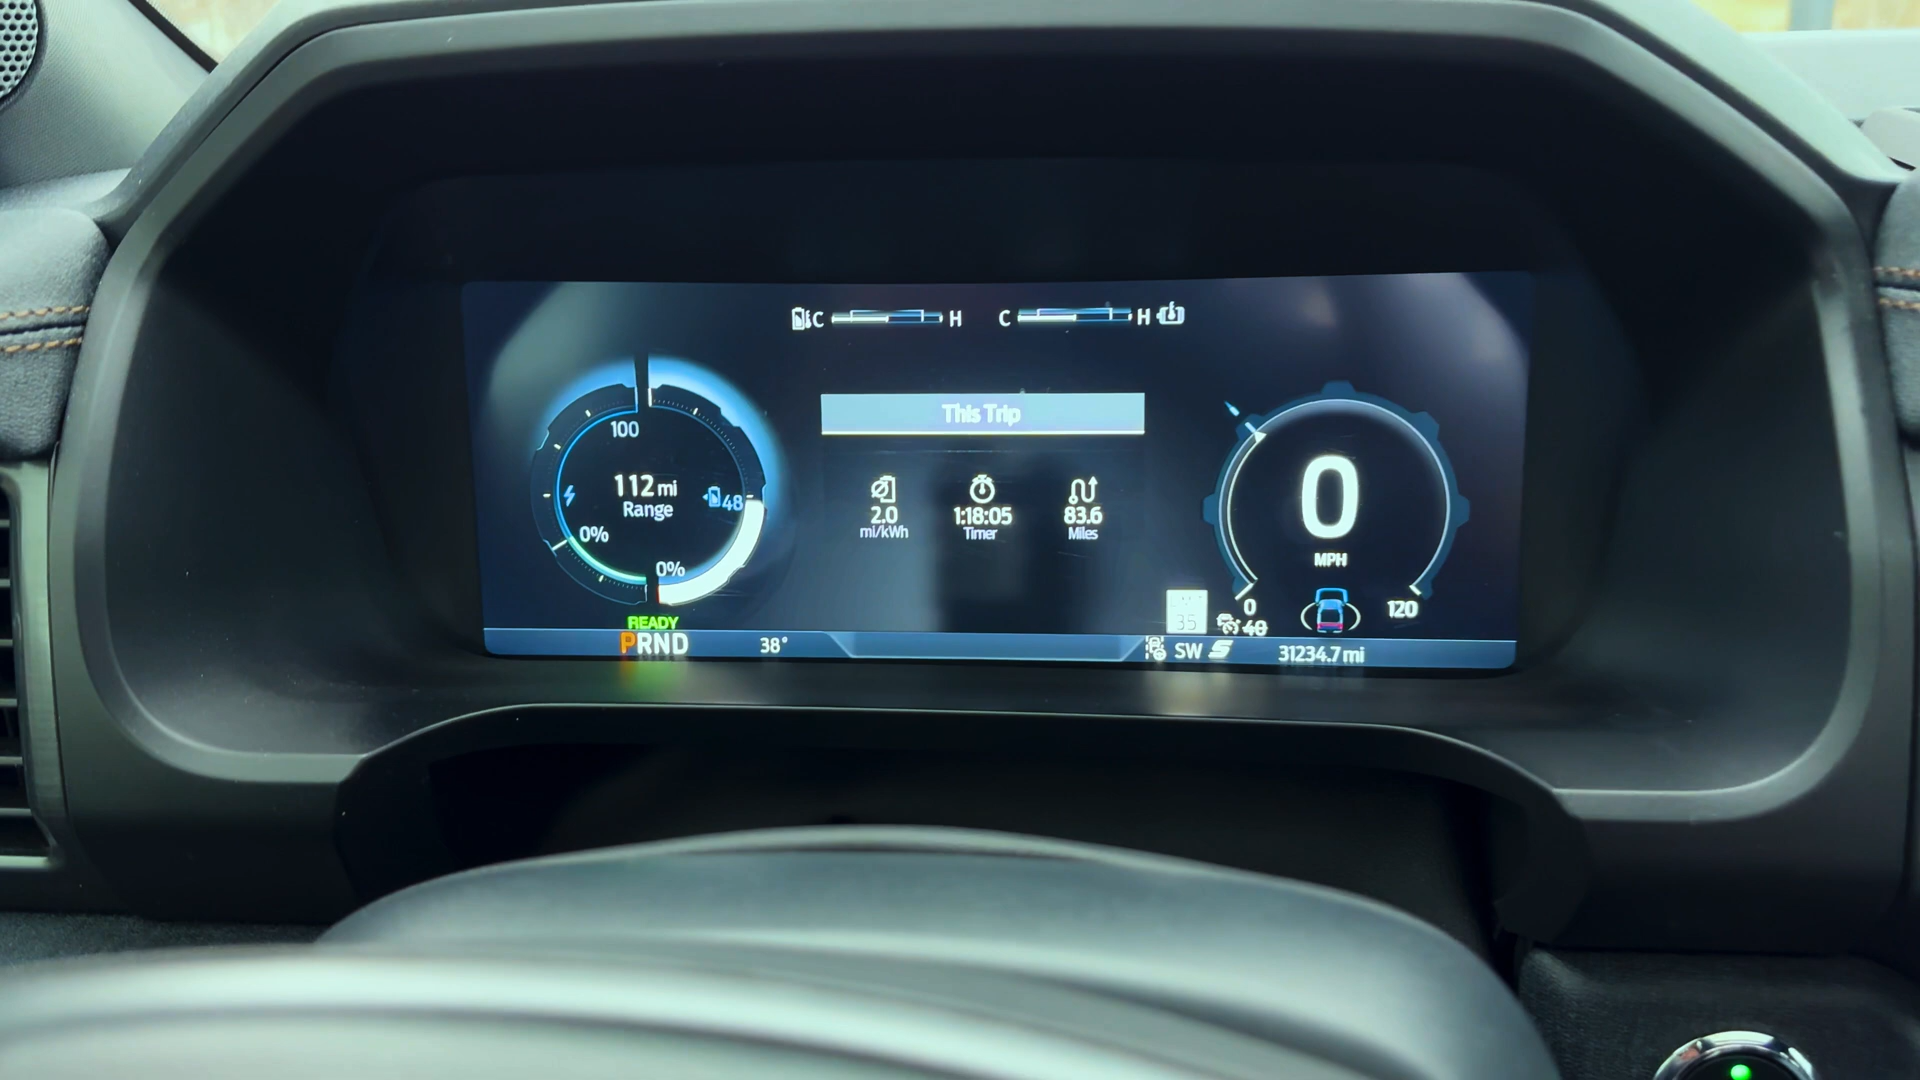 C H C H
This Trip
100
112 mi
Range
48
0%
0%
2.0
mi/kWh
1:18:05
Timer
83.6
Miles
0
MPH
0
120
35
40
READY
PRND
38°
SW
31234.7 mi